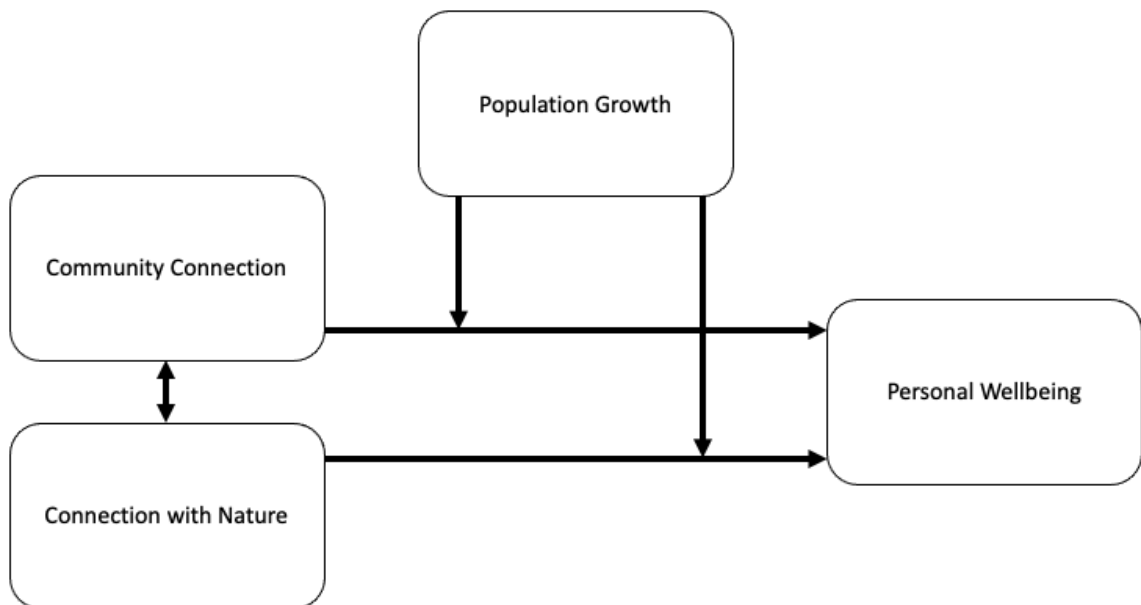 Population Growth
Community Connection
Personal Wellbeing
Connection with Nature